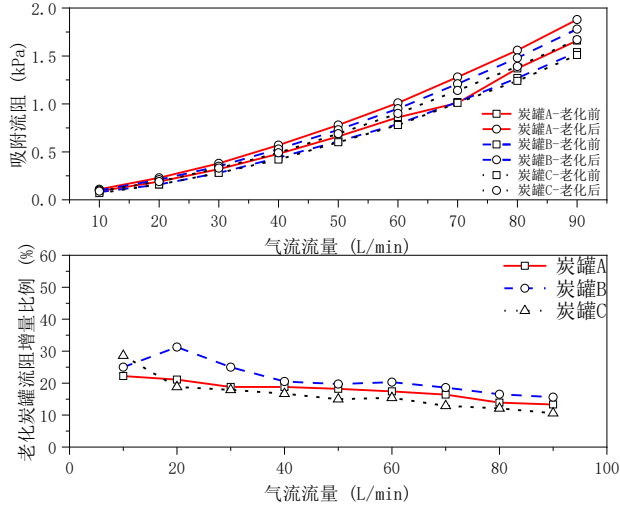 吸附流阻 (kPa)
2.0
1.5
1.0
0.5
0.0
炭罐A-老化前
炭罐A-老化后
炭罐B-老化前
炭罐B-老化后
炭罐C-老化前
炭罐C-老化后
10 20 30 40 50 60 70 80 90
气流流量 (L/min)
老化炭罐流阻增量比例 (%)
60
50
40
30
20
10
0
炭罐A
炭罐B
炭罐C
0 20 40 60 80 100
气流流量 (L/min)